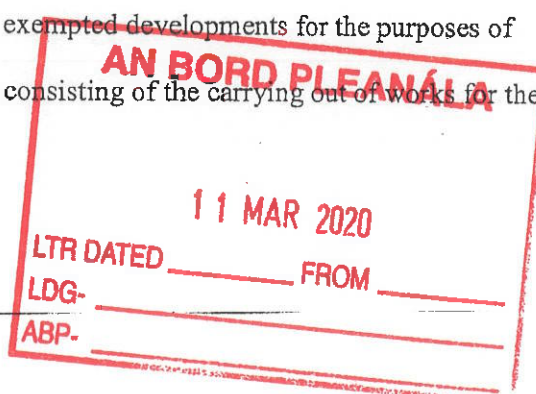 exempted developments for the purposes of
AN BORD PLEANÁLA
consisting of the carrying out of works for the
11 MAR 2020
LTR DATED FROM
LDG-
ABP-